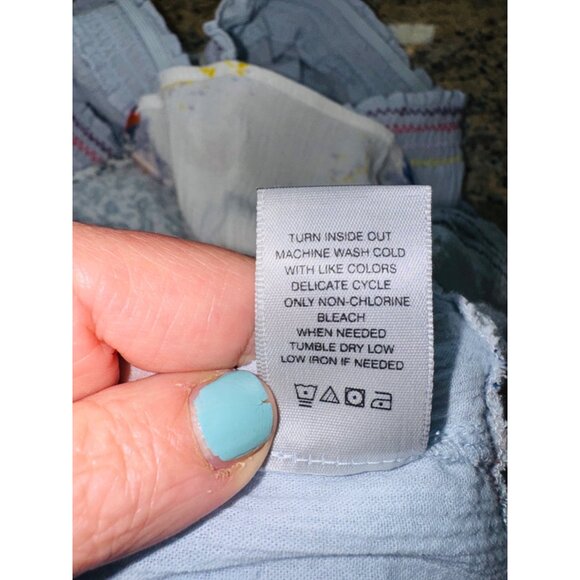 TURN INSIDE OUT
MACHINE WASH COLD
WITH LIKE COLORS
DELICATE CYCLE
ONLY NON-CHLORINE
BLEACH
WHEN NEEDED
TUMBLE DRY LOW
LOW IRON IF NEEDED